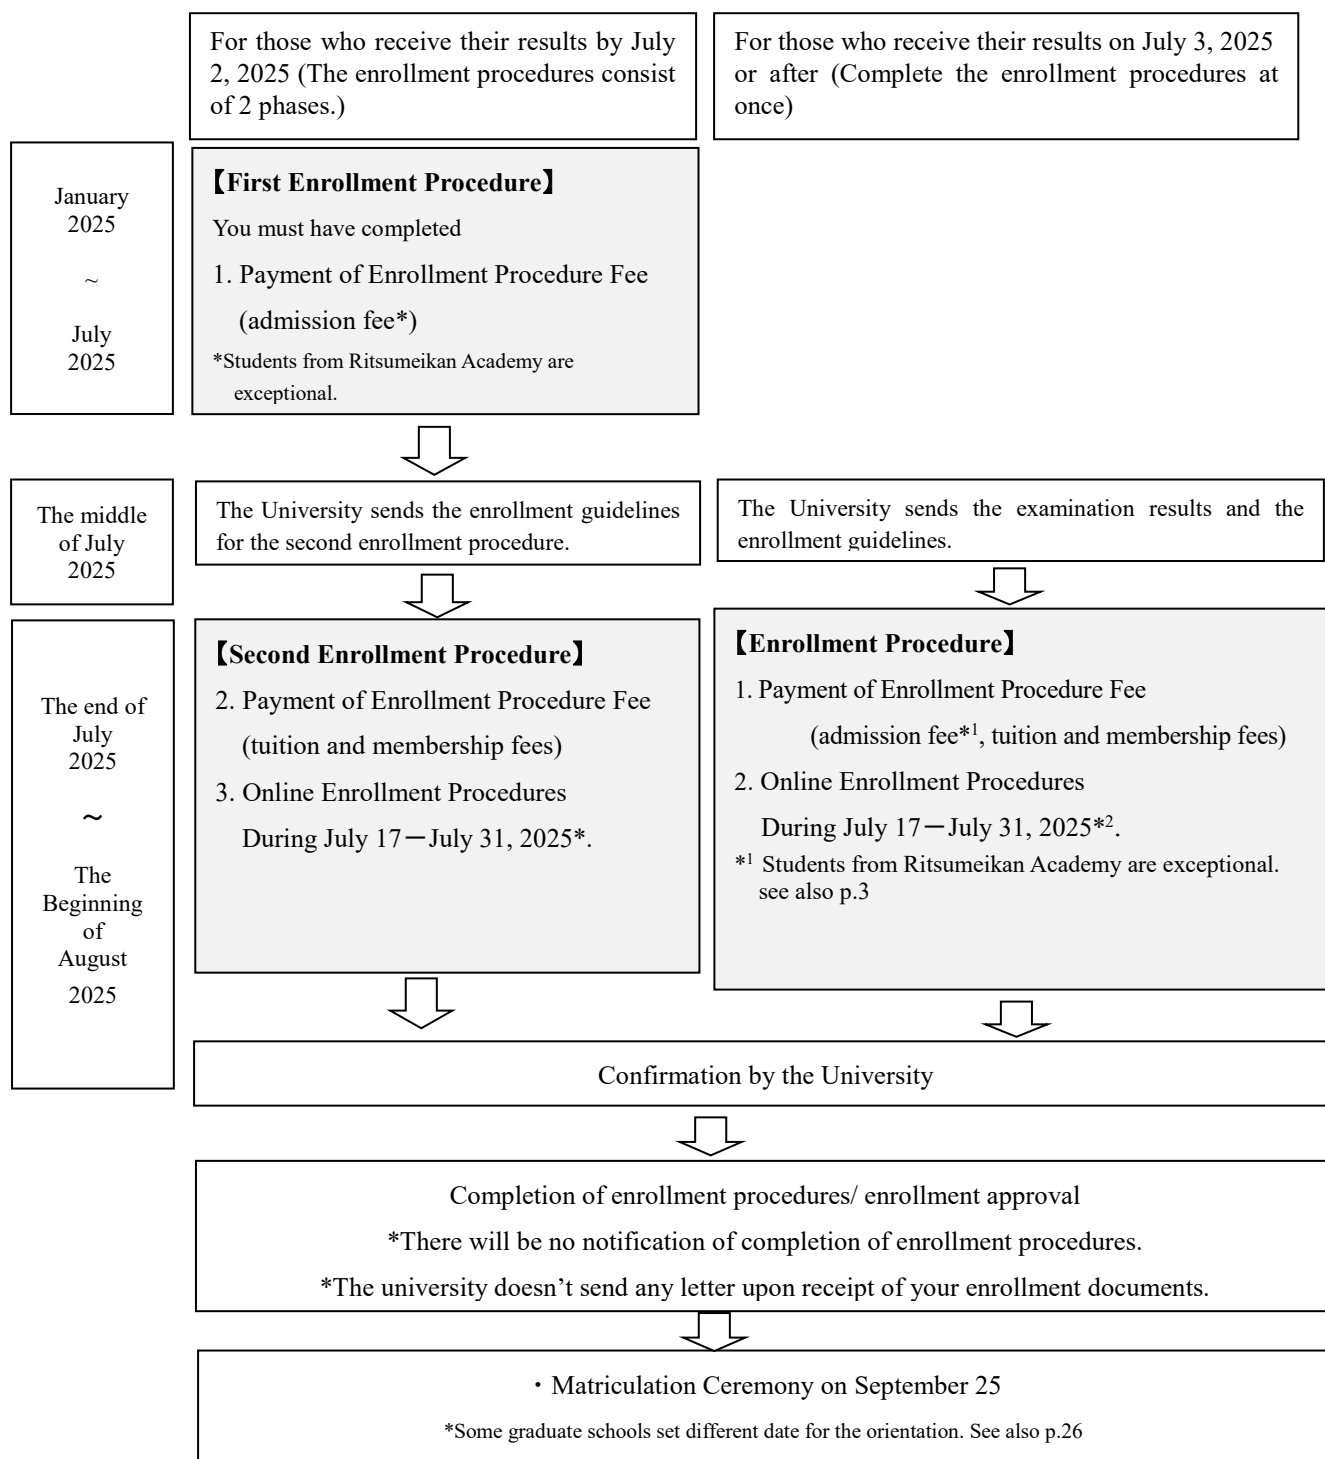 For those who receive their results by July
2, 2025 (The enrollment procedures consist
of 2 phases.)
For those who receive their results on July 3, 2025
or after (Complete the enrollment procedures at
once)
January
2025
~
July
2025
【First Enrollment Procedure】
You must have completed
1. Payment of Enrollment Procedure Fee
(admission fee*)
*Students from Ritsumeikan Academy are
exceptional.
The middle
of July
2025
The University sends the enrollment guidelines
for the second enrollment procedure.
The University sends the examination results and the
enrollment guidelines.
The end of
July
2025
~
The
Beginning
of
August
2025
【Second Enrollment Procedure】
2. Payment of Enrollment Procedure Fee
(tuition and membership fees)
3. Online Enrollment Procedures
During July 17－July 31, 2025*.
【Enrollment Procedure】
1. Payment of Enrollment Procedure Fee
(admission fee*¹, tuition and membership fees)
2. Online Enrollment Procedures
During July 17－July 31, 2025*².
*¹ Students from Ritsumeikan Academy are exceptional.
see also p.3
Confirmation by the University
Completion of enrollment procedures/ enrollment approval
*There will be no notification of completion of enrollment procedures.
*The university doesn’t send any letter upon receipt of your enrollment documents.
・Matriculation Ceremony on September 25
*Some graduate schools set different date for the orientation. See also p.26